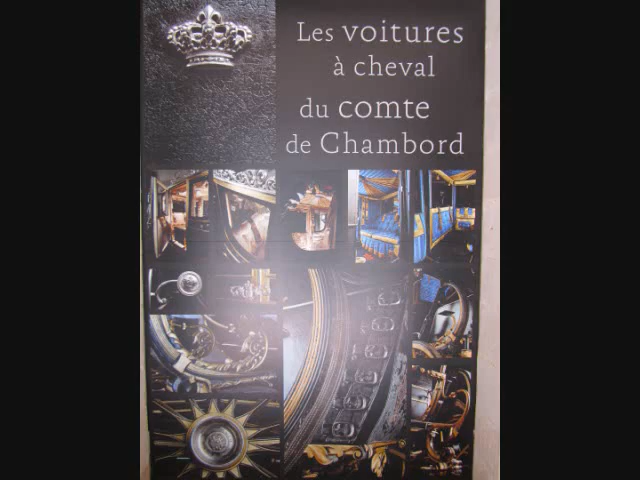 Les voitures
à cheval
du comte
de Chambord